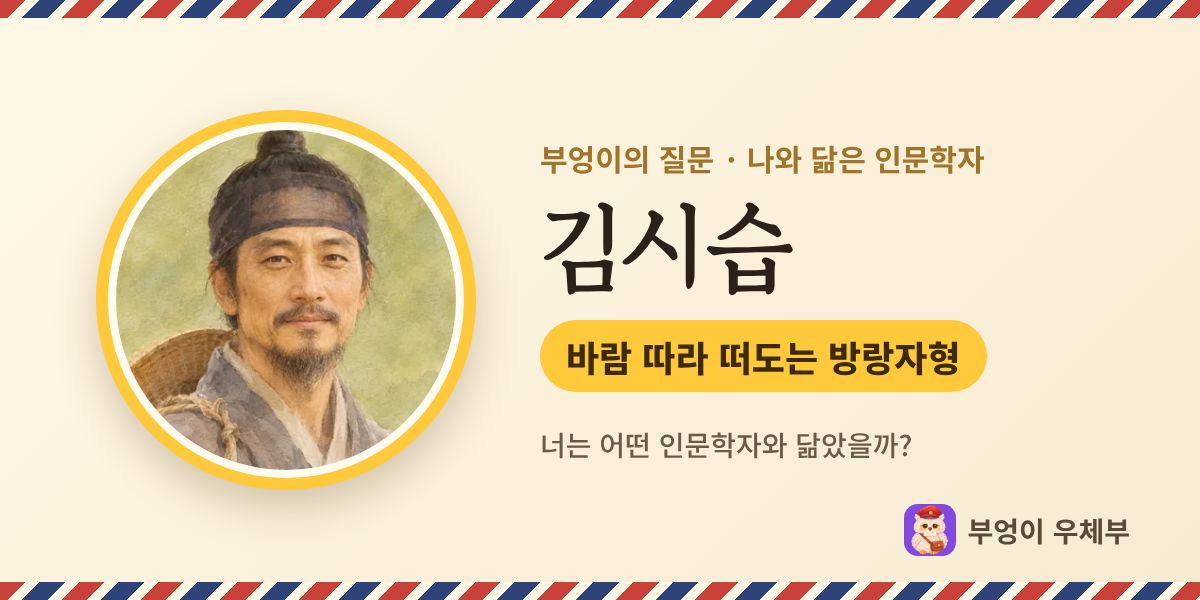 부엉이의 질문 · 나와 닮은 인문학자
김시습
바람 따라 떠도는 방랑자형
너는 어떤 인문학자와 닮았을까?
부엉이 우체부